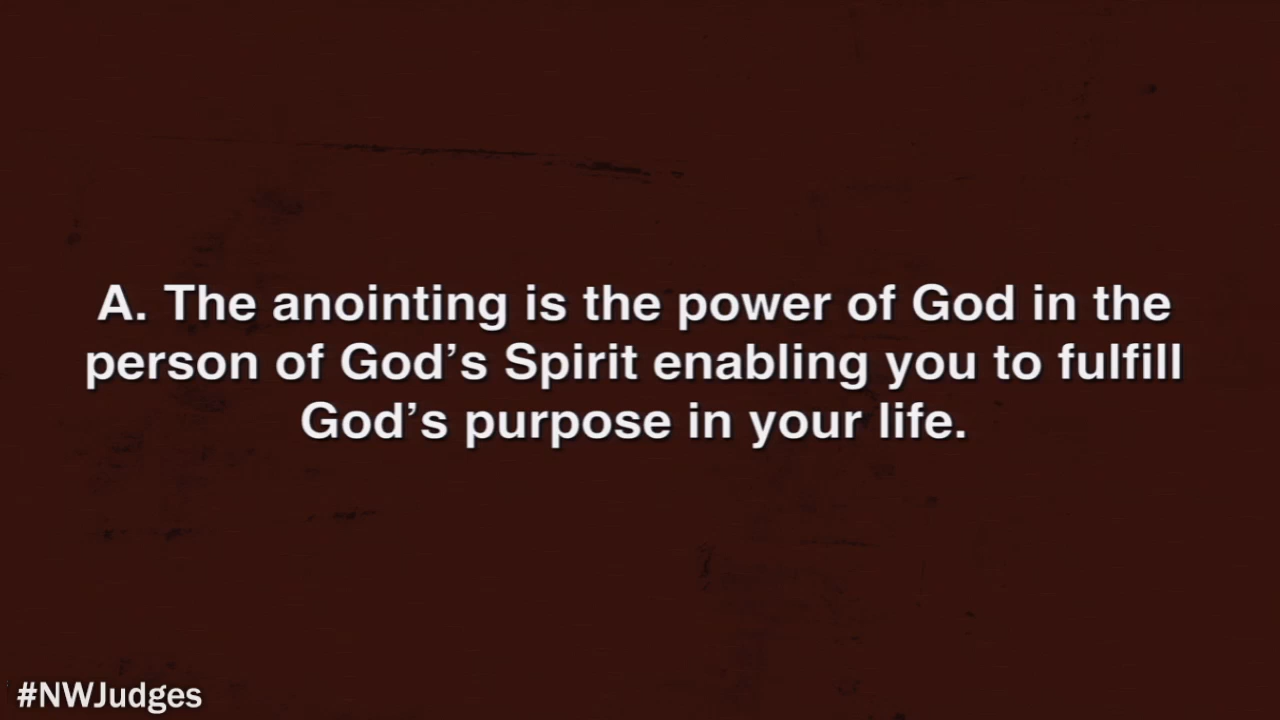 A. The anointing is the power of God in the
person of God’s Spirit enabling you to fulfill
God’s purpose in your life.
#NWJudges